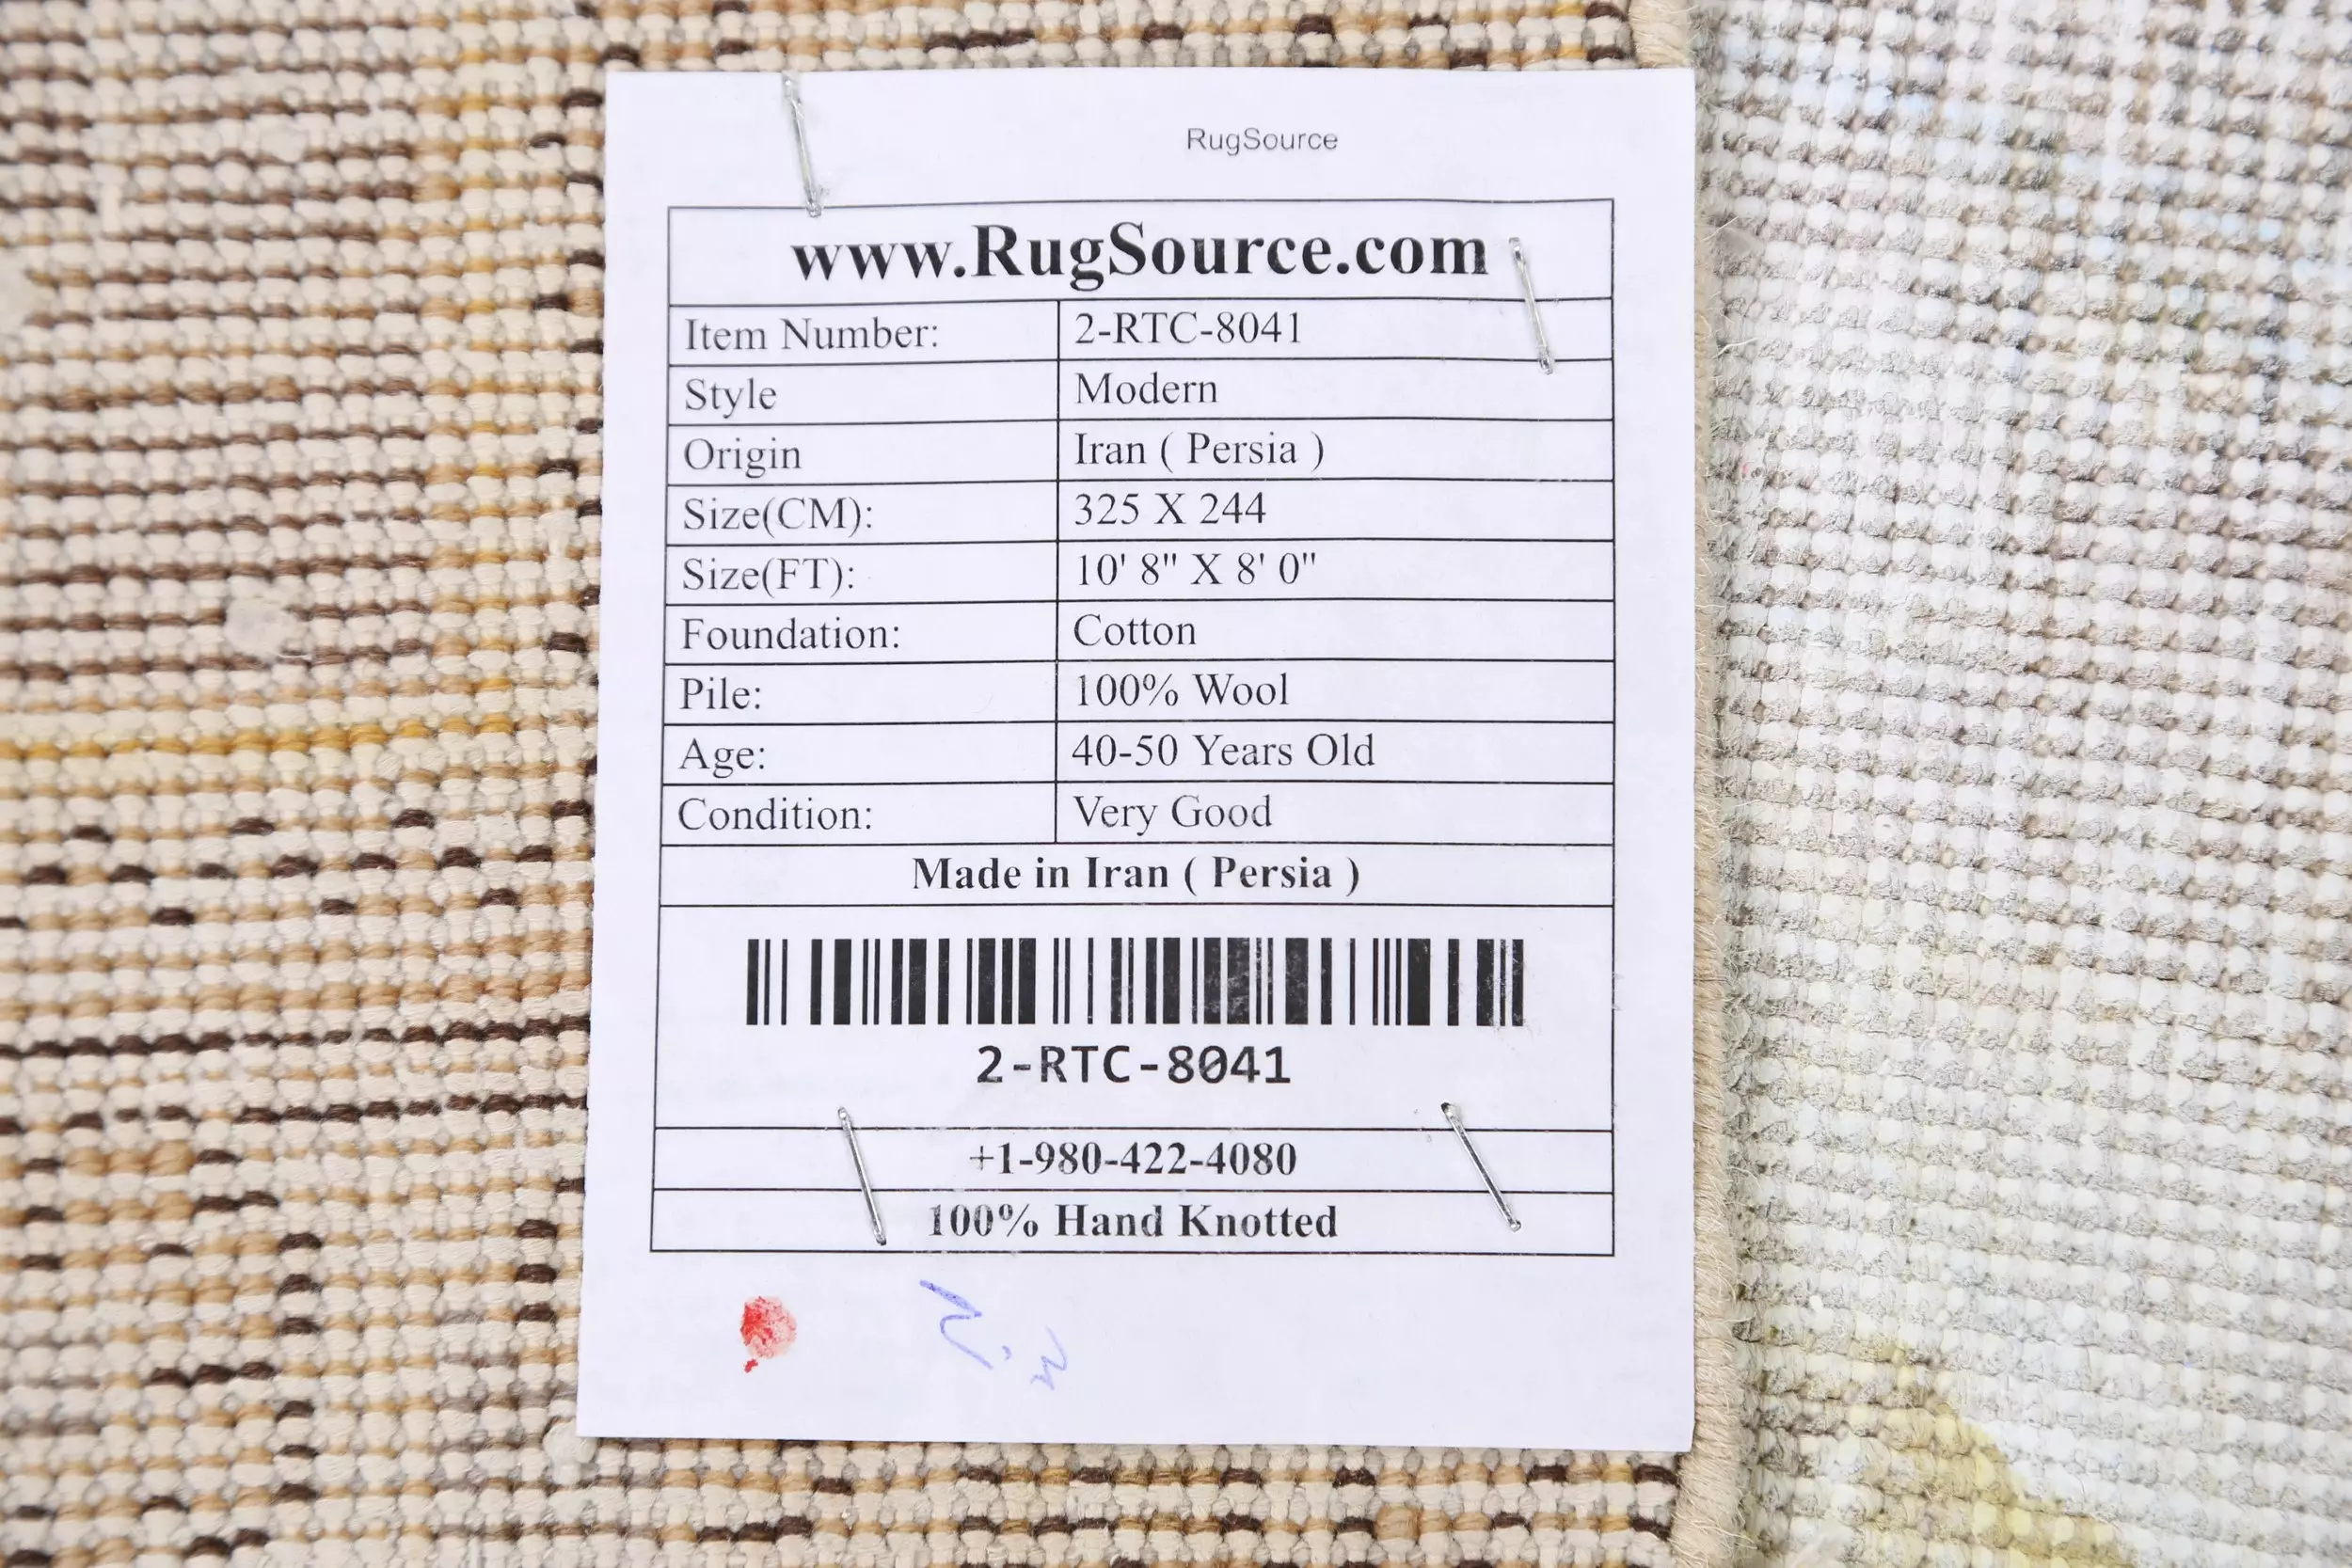 RugSource
www.RugSource.com
Item Number: 2-RTC-8041
Style Modern
Origin Iran ( Persia )
Size(CM): 325 X 244
Size(FT): 10' 8" X 8' 0"
Foundation: Cotton
Pile: 100% Wool
Age: 40-50 Years Old
Condition: Very Good
Made in Iran ( Persia )
2-RTC-8041
+1-980-422-4080
100% Hand Knotted